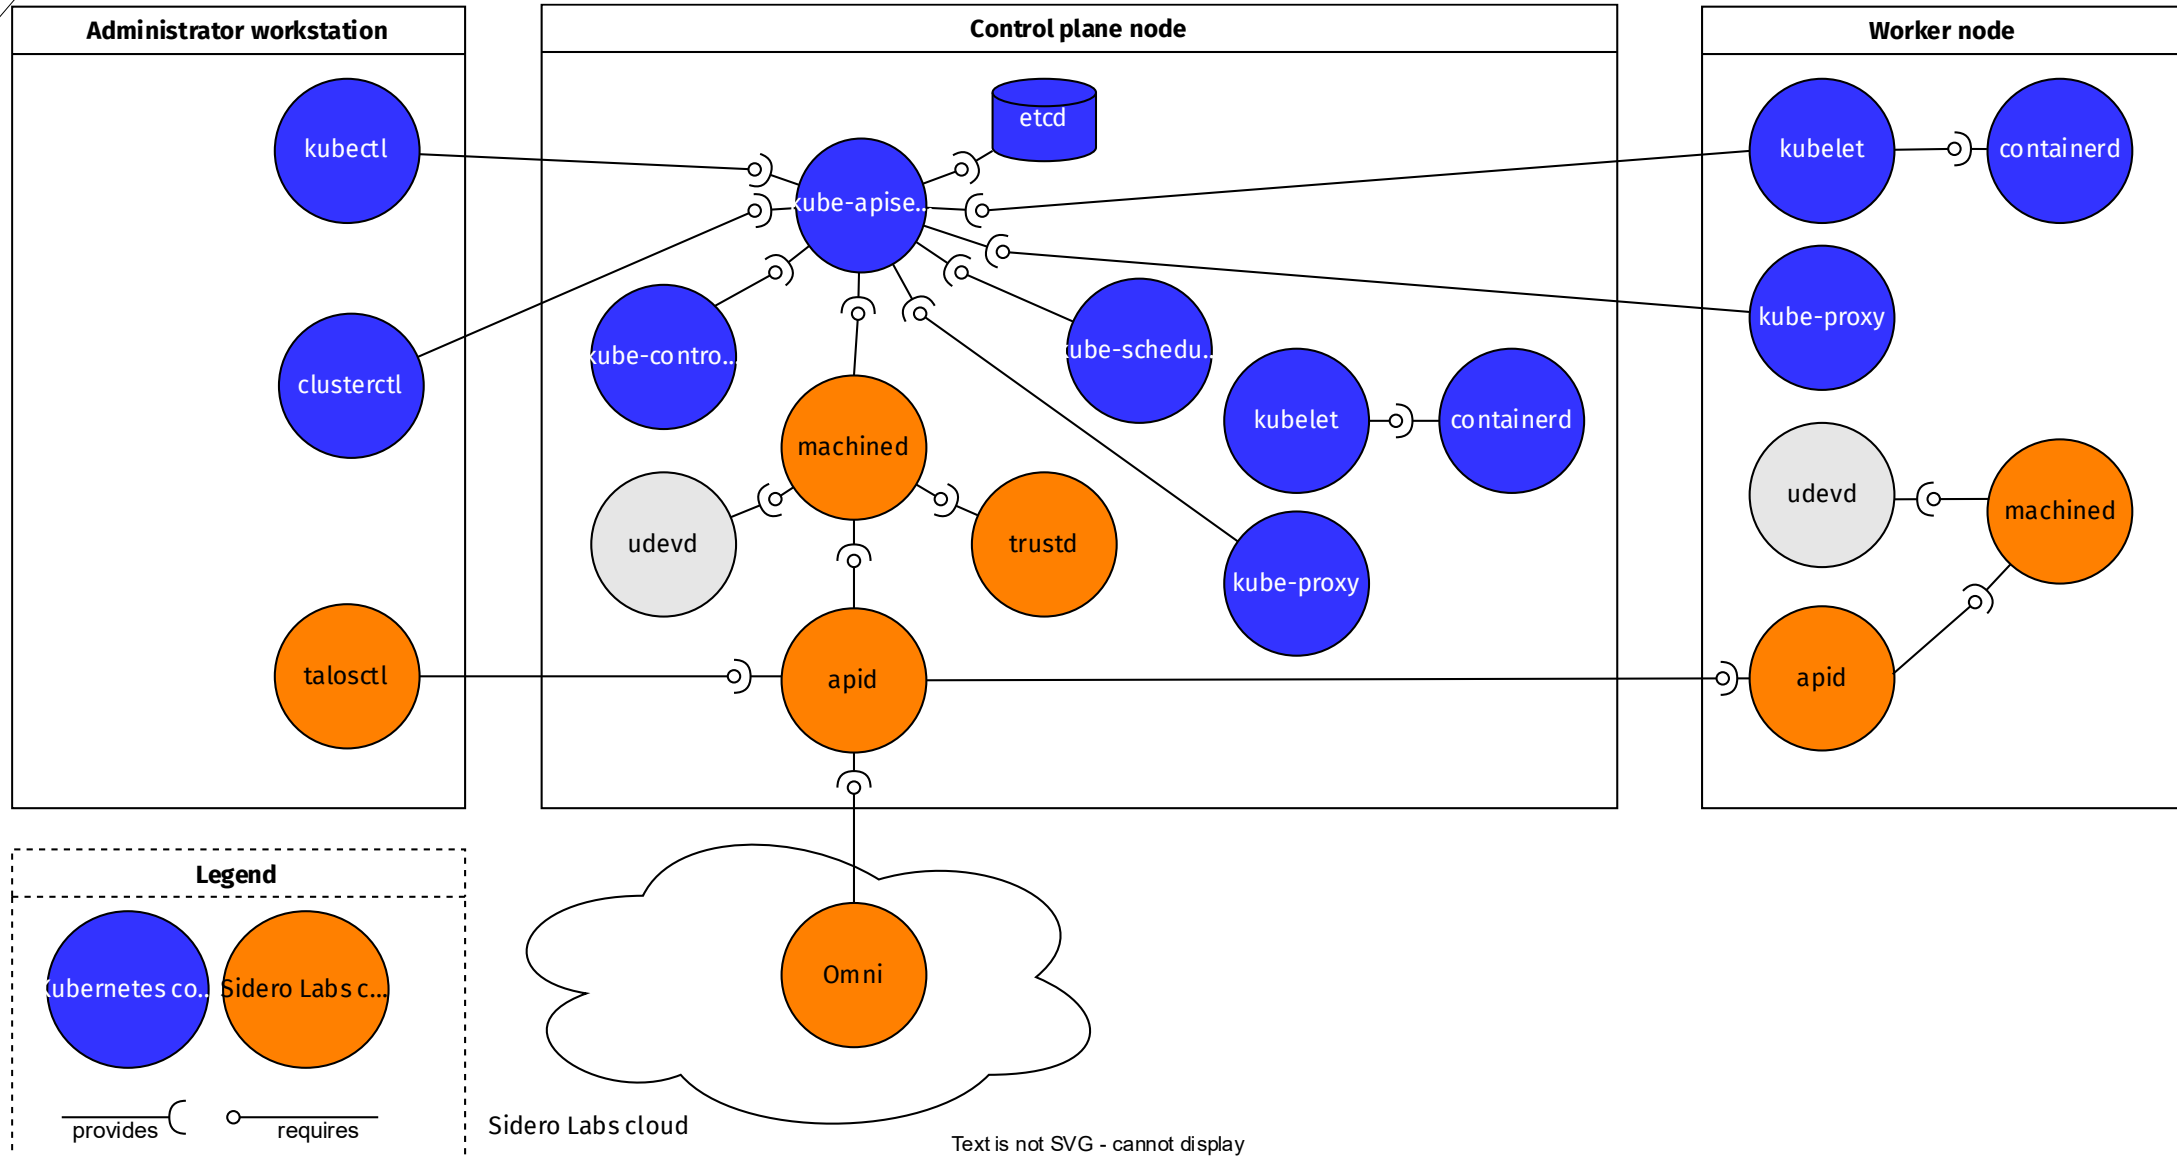 Administrator workstation
kubectl
clusterctl
talosctl
Control plane node
etcd
kube-apise...
kube-contro...
kube-schedu...
machined
kubelet
containerd
udevd
trustd
kube-proxy
apid
Worker node
kubelet
containerd
kube-proxy
udevd
machined
apid
Legend
Kubernetes co...
Sidero Labs c...
provides
requires
Omni
Sidero Labs cloud
Text is not SVG - cannot display